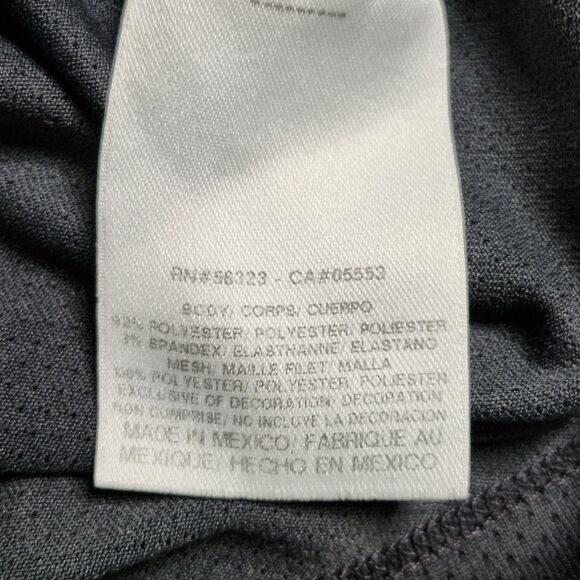 RN#56323 - CA#05553
BODY/ CORPS/ CUERPO
92% POLYESTER/ POLYESTER/ POLIESTER
SPANDEX/ ELASTHANNE/ ELASTANO
MESH/ MAILLE FILET/ MALLA
100% POLYESTER/ POLYESTER/ POLIESTER
EXCLUSIVE OF DECORATION/ DECORATION
NON COMPRISE/ NO INCLUYE LA DECORACION
MADE IN MEXICO/ FABRIQUE AU
MEXIQUE/ HECHO EN MEXICO